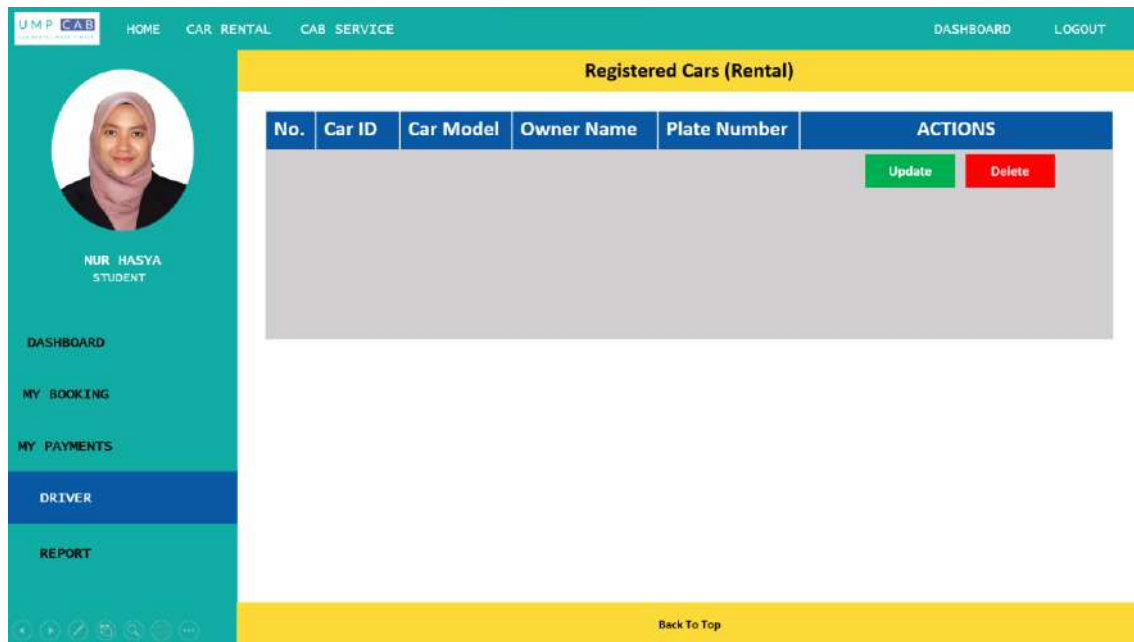 UMP CAB
HOME CAR RENTAL CAB SERVICE DASHBOARD LOGOUT
Registered Cars (Rental)
No. Car ID Car Model Owner Name Plate Number ACTIONS
Update Delete
NUR HASYA
STUDENT
DASHBOARD
MY BOOKING
MY PAYMENTS
DRIVER
REPORT
Back To Top